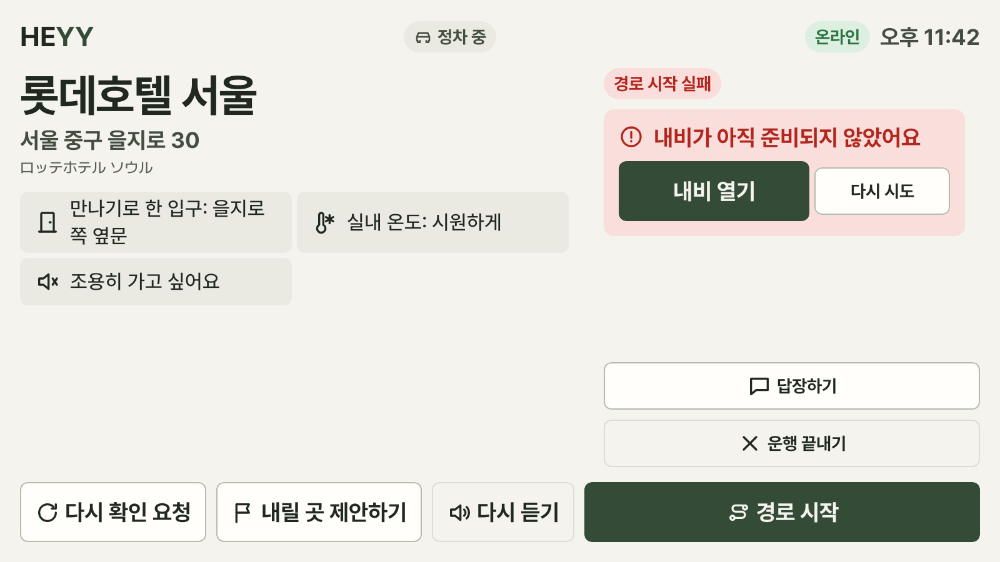 HEYY
정차 중
온라인
오후 11:42
롯데호텔 서울
서울 중구 을지로 30
ロッテホテル ソウル
만나기로 한 입구: 을지로
쪽 옆문
실내 온도: 시원하게
조용히 가고 싶어요
경로 시작 실패
내비가 아직 준비되지 않았어요
내비 열기
다시 시도
답장하기
운행 끝내기
다시 확인 요청
내릴 곳 제안하기
다시 듣기
경로 시작